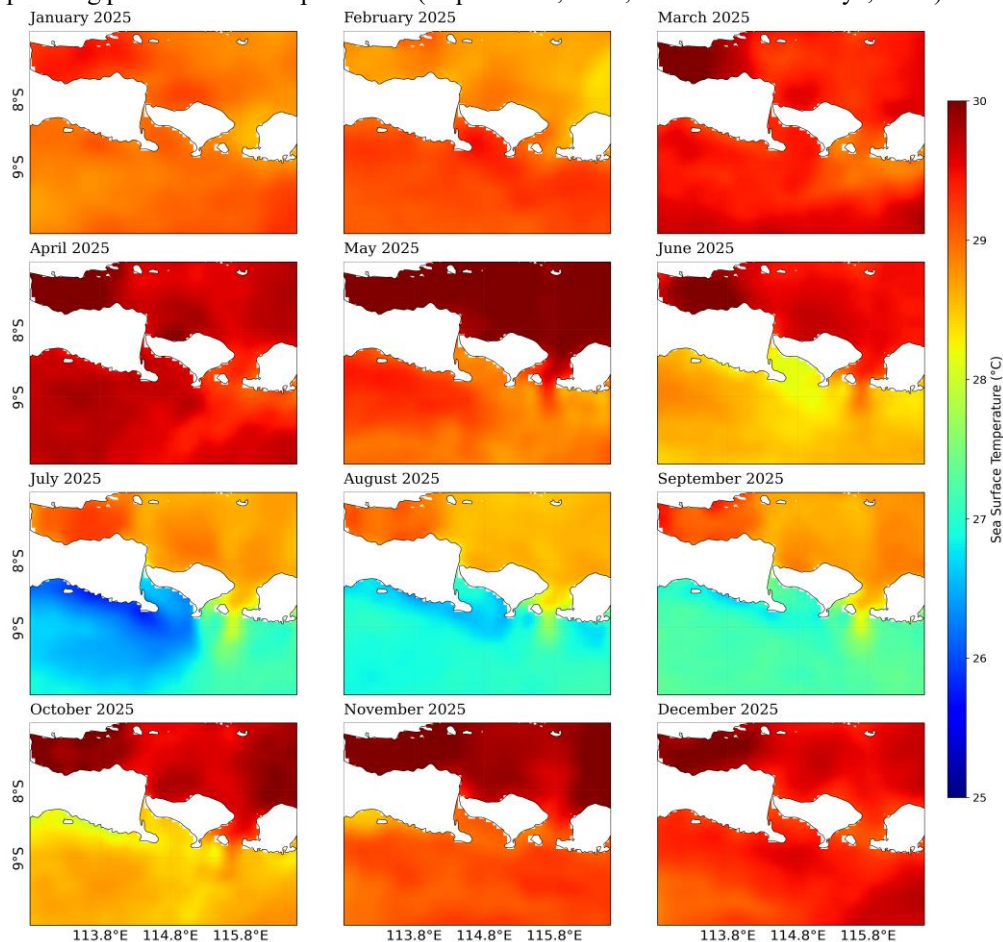 January 2025
February 2025
March 2025
8°S
9°S
April 2025
May 2025
June 2025
8°S
9°S
July 2025
August 2025
September 2025
8°S
9°S
October 2025
November 2025
December 2025
8°S
9°S
113.8°E 114.8°E 115.8°E
113.8°E 114.8°E 115.8°E
113.8°E 114.8°E 115.8°E
30
29
28
27
26
25
Sea Surface Temperature (°C)